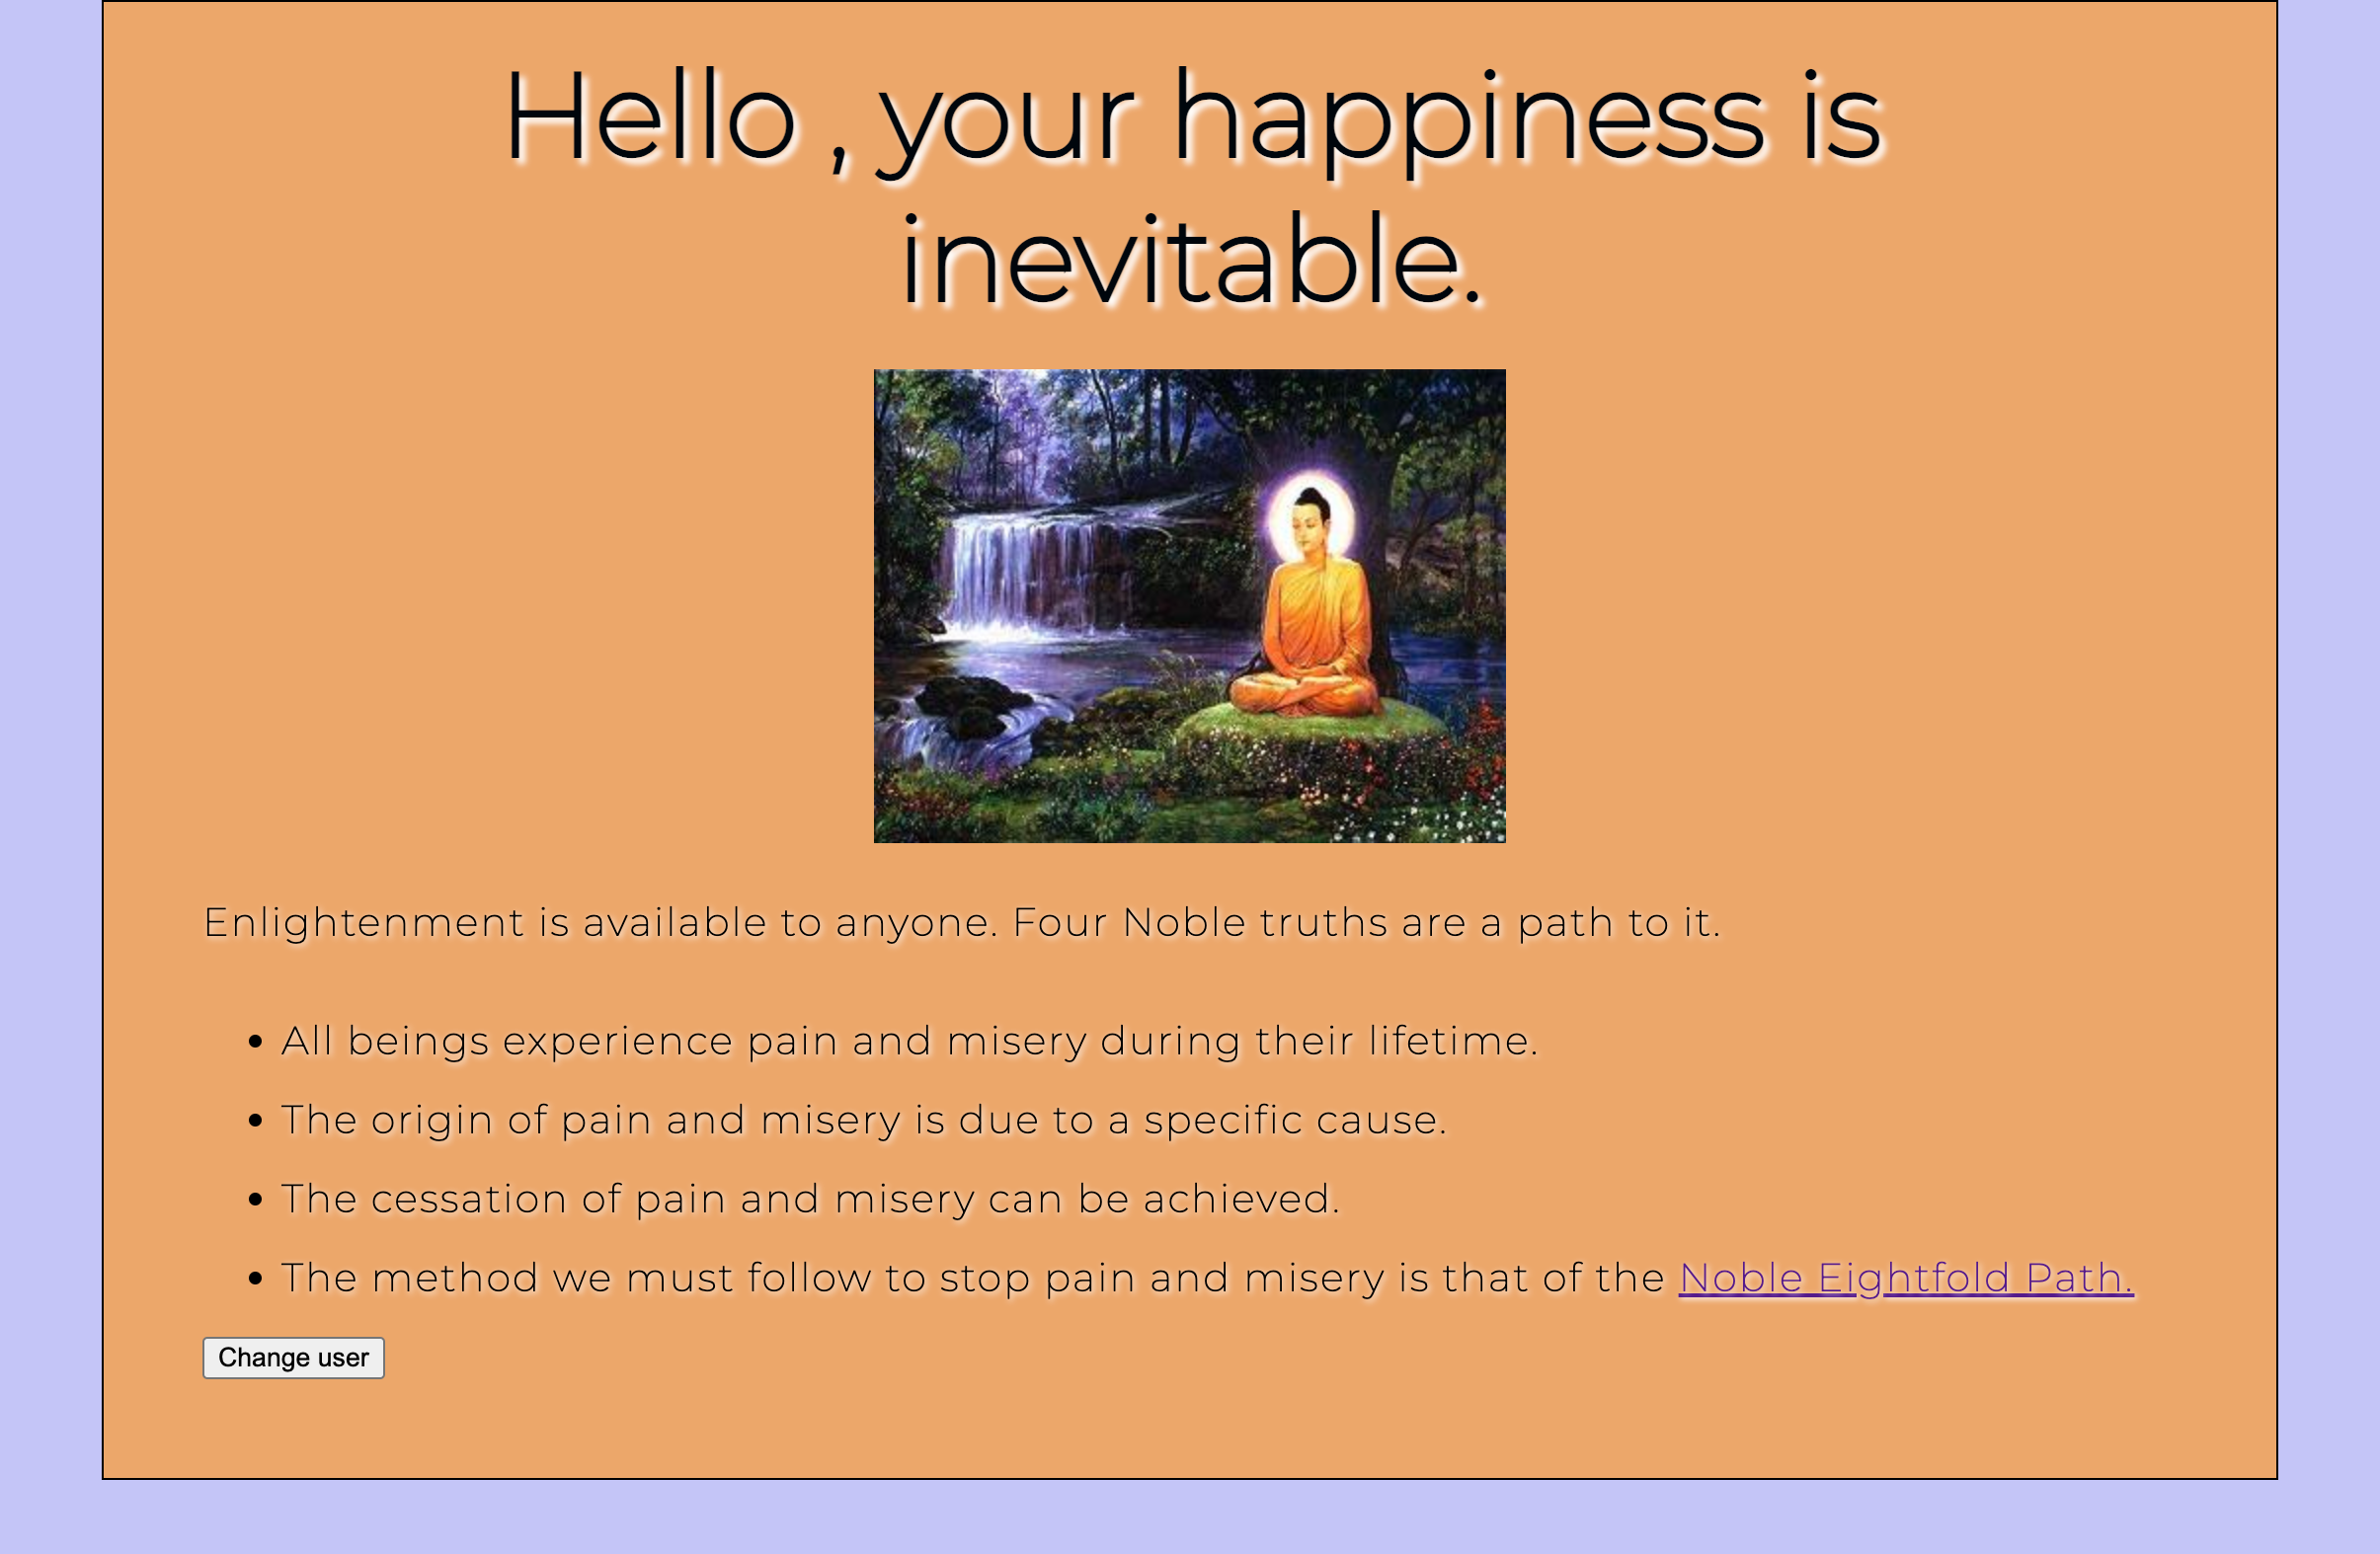 Hello , your happiness is
inevitable.
Enlightenment is available to anyone. Four Noble truths are a path to it.
All beings experience pain and misery during their lifetime.
The origin of pain and misery is due to a specific cause.
The cessation of pain and misery can be achieved.
The method we must follow to stop pain and misery is that of the Noble Eightfold Path.
Change user